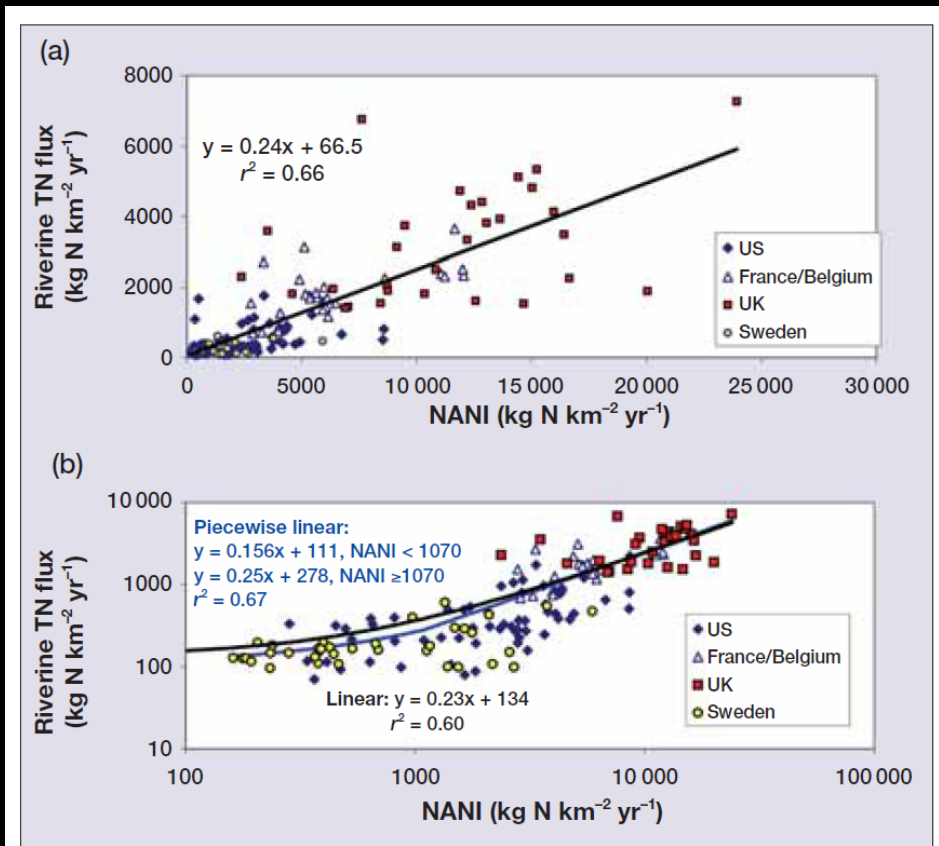 (a)
8000
6000
4000
2000
0
Riverine TN flux
(kg N km⁻² yr⁻¹)
y = 0.24x + 66.5
r² = 0.66
US
France/Belgium
UK
Sweden
0 5000 10 000 15 000 20 000 25 000 30 000
NANI (kg N km⁻² yr⁻¹)
(b)
10 000
1000
100
10
Riverine TN flux
(kg N km⁻² yr⁻¹)
Piecewise linear:
y = 0.156x + 111, NANI < 1070
y = 0.25x + 278, NANI ≥1070
r² = 0.67
US
France/Belgium
UK
Sweden
Linear: y = 0.23x + 134
r² = 0.60
100 1000 10 000 100 000
NANI (kg N km⁻² yr⁻¹)